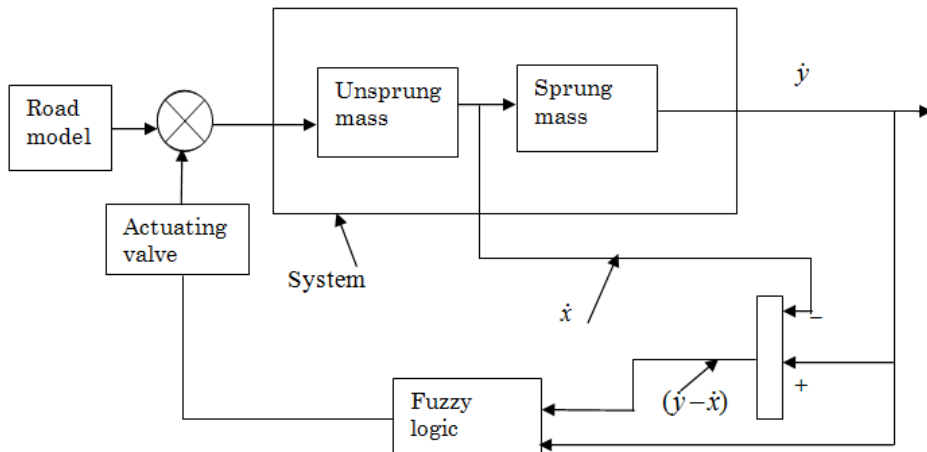 Road
model
Unsprung
mass
Sprung
mass
ẏ
Actuating
valve
System
ẋ
−
+
(ẏ−ẋ)
Fuzzy
logic